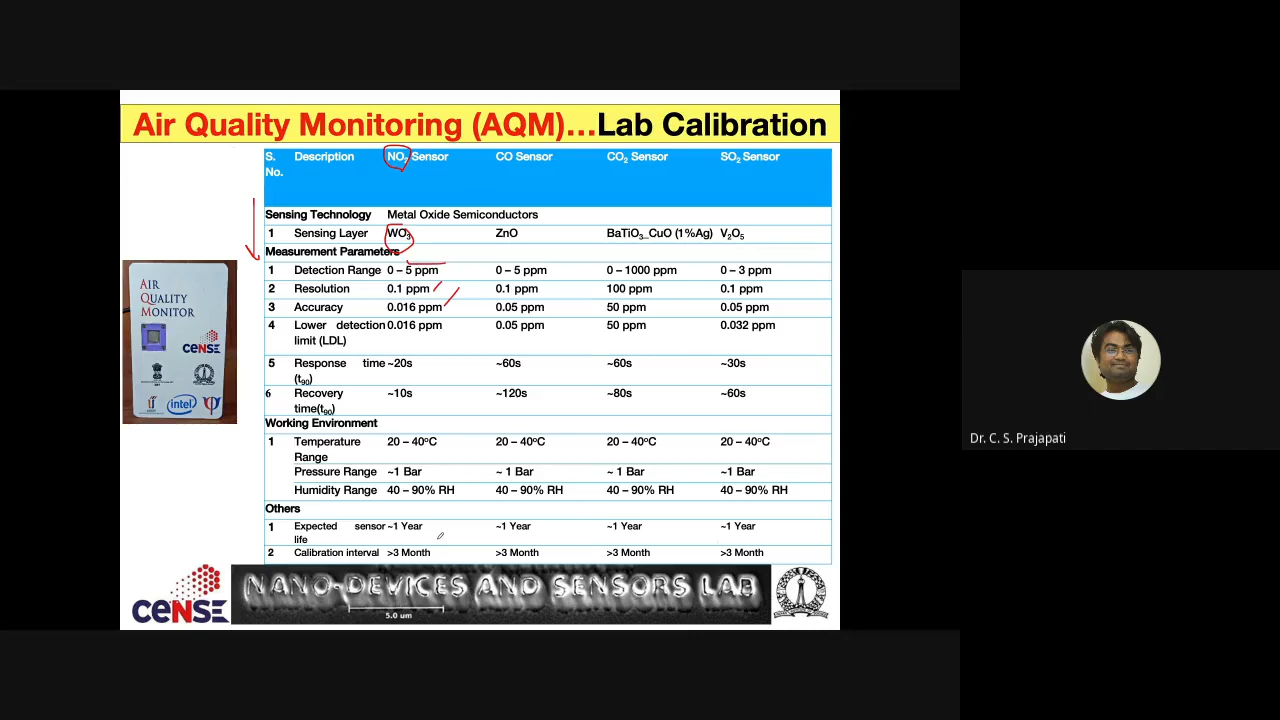 Air Quality Monitoring (AQM)…Lab Calibration
S. No. Description NO₂ Sensor CO Sensor CO₂ Sensor SO₂ Sensor
Sensing Technology Metal Oxide Semiconductors
1 Sensing Layer WO₃ ZnO BaTiO₃_CuO (1%Ag) V₂O₅
Measurement Parameters
1 Detection Range 0 – 5 ppm 0 – 5 ppm 0 – 1000 ppm 0 – 3 ppm
2 Resolution 0.1 ppm 0.1 ppm 100 ppm 0.1 ppm
3 Accuracy 0.016 ppm 0.05 ppm 50 ppm 0.05 ppm
4 Lower detection limit (LDL) 0.016 ppm 0.05 ppm 50 ppm 0.032 ppm
5 Response time (t₉₀) ~20s ~60s ~60s ~30s
6 Recovery time(t₉₀) ~10s ~120s ~80s ~60s
Working Environment
1 Temperature Range 20 – 40°C 20 – 40°C 20 – 40°C 20 – 40°C
Pressure Range ~1 Bar ~ 1 Bar ~1 Bar ~1 Bar
Humidity Range 40 – 90% RH 40 – 90% RH 40 – 90% RH 40 – 90% RH
Others
1 Expected sensor life ~1 Year ~1 Year ~1 Year ~1 Year
2 Calibration interval >3 Month >3 Month >3 Month >3 Month
AIR
QUALITY
MONITOR
CeNSE
intel
CeNSE
NANO-DEVICES AND SENSORS LAB
5.0 um
Dr. C. S. Prajapati